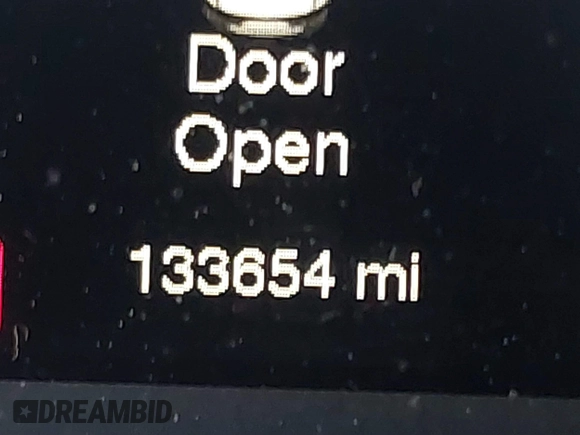 Door
Open
133654 mi
DREAMBID